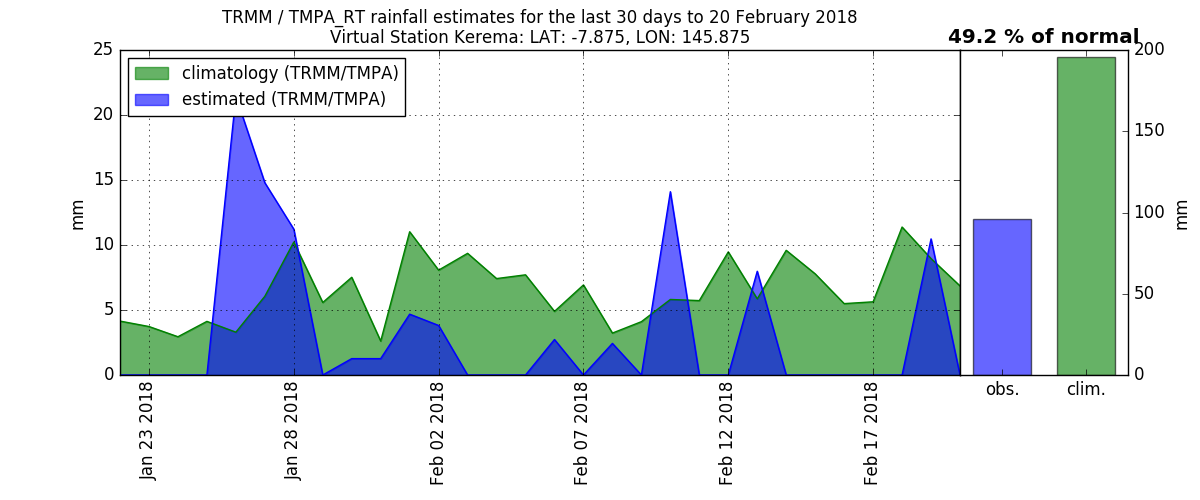 TRMM / TMPA_RT rainfall estimates for the last 30 days to 20 February 2018
Virtual Station Kerema: LAT: -7.875, LON: 145.875
49.2 % of normal
climatology (TRMM/TMPA)
estimated (TRMM/TMPA)
25
20
15
10
5
0
mm
200
150
100
50
0
mm
Jan 23 2018
Jan 28 2018
Feb 02 2018
Feb 07 2018
Feb 12 2018
Feb 17 2018
obs.
clim.